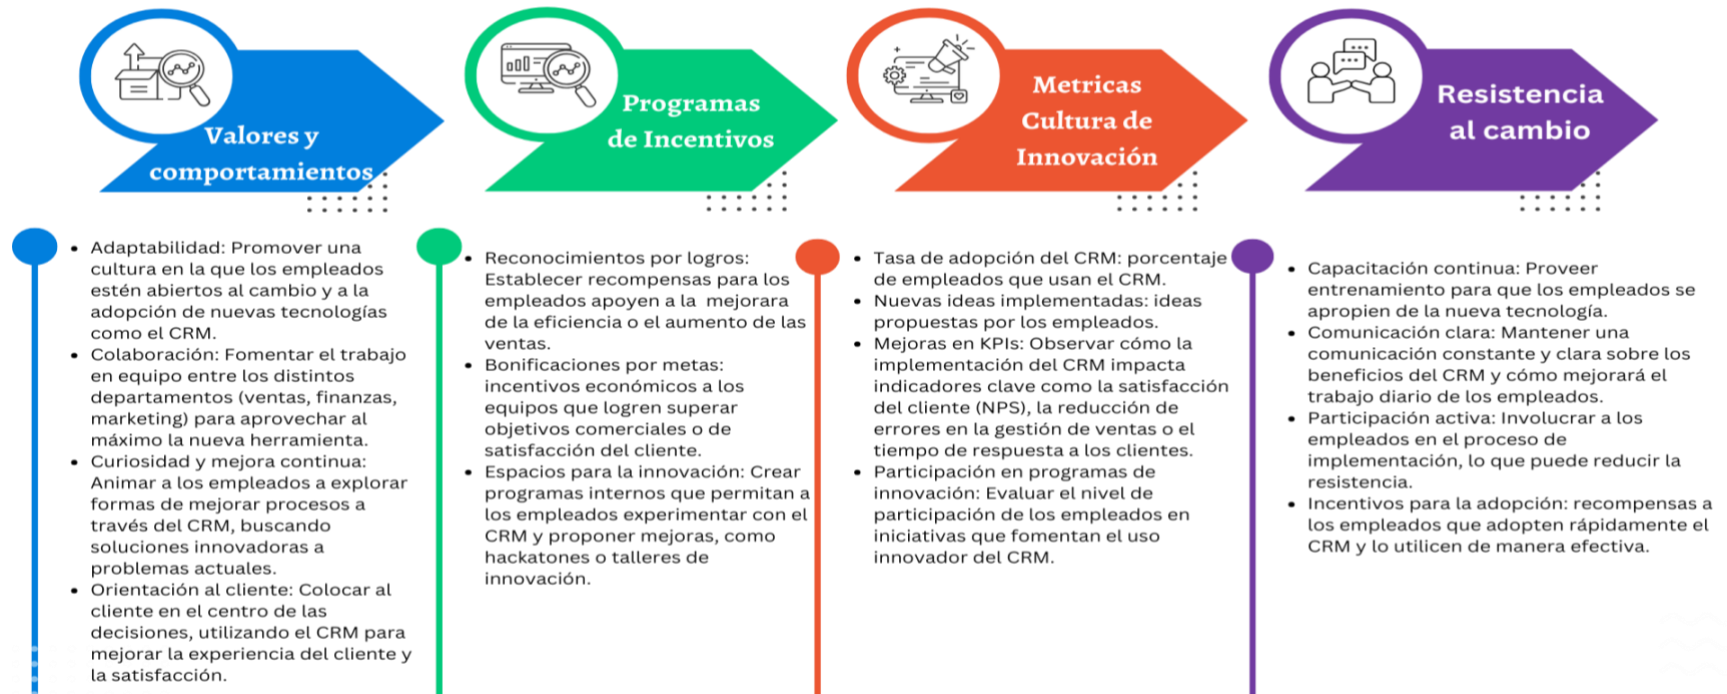 Valores y
comportamientos
Programas
de Incentivos
Metricas
Cultura de
Innovación
Resistencia
al cambio
• Adaptabilidad: Promover una
cultura en la que los empleados
estén abiertos al cambio y a la
adopción de nuevas tecnologías
como el CRM.
• Colaboración: Fomentar el trabajo
en equipo entre los distintos
departamentos (ventas, finanzas,
marketing) para aprovechar al
máximo la nueva herramienta.
• Curiosidad y mejora continua:
Animar a los empleados a explorar
formas de mejorar procesos a
través del CRM, buscando
soluciones innovadoras a
problemas actuales.
• Orientación al cliente: Colocar al
cliente en el centro de las
decisiones, utilizando el CRM para
mejorar la experiencia del cliente y
la satisfacción.
• Reconocimientos por logros:
Establecer recompensas para los
empleados apoyen a la mejorara
de la eficiencia o el aumento de las
ventas.
• Bonificaciones por metas:
incentivos económicos a los
equipos que logren superar
objetivos comerciales o de
satisfacción del cliente.
• Espacios para la innovación: Crear
programas internos que permitan a
los empleados experimentar con el
CRM y proponer mejoras, como
hackatones o talleres de
innovación.
• Tasa de adopción del CRM: porcentaje
de empleados que usan el CRM.
• Nuevas ideas implementadas: ideas
propuestas por los empleados.
• Mejoras en KPIs: Observar cómo la
implementación del CRM impacta
indicadores clave como la satisfacción
del cliente (NPS), la reducción de
errores en la gestión de ventas o el
tiempo de respuesta a los clientes.
• Participación en programas de
innovación: Evaluar el nivel de
participación de los empleados en
iniciativas que fomentan el uso
innovador del CRM.
• Capacitación continua: Proveer
entrenamiento para que los empleados se
apropien de la nueva tecnología.
• Comunicación clara: Mantener una
comunicación constante y clara sobre los
beneficios del CRM y cómo mejorará el
trabajo diario de los empleados.
• Participación activa: Involucrar a los
empleados en el proceso de
implementación, lo que puede reducir la
resistencia.
• Incentivos para la adopción: recompensas a
los empleados que adopten rápidamente el
CRM y lo utilicen de manera efectiva.